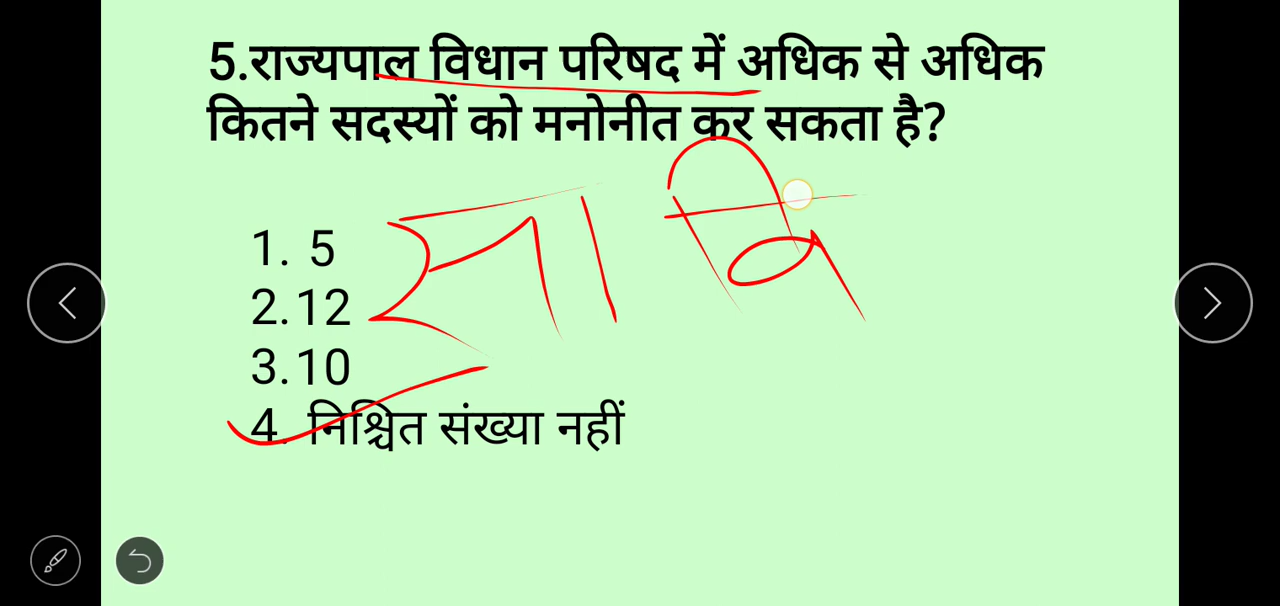 5.राज्यपाल विधान परिषद में अधिक से अधिक
कितने सदस्यों को मनोनीत कर सकता है?
रा वि
1. 5
2.12
3.10
4. निश्चित संख्या नहीं